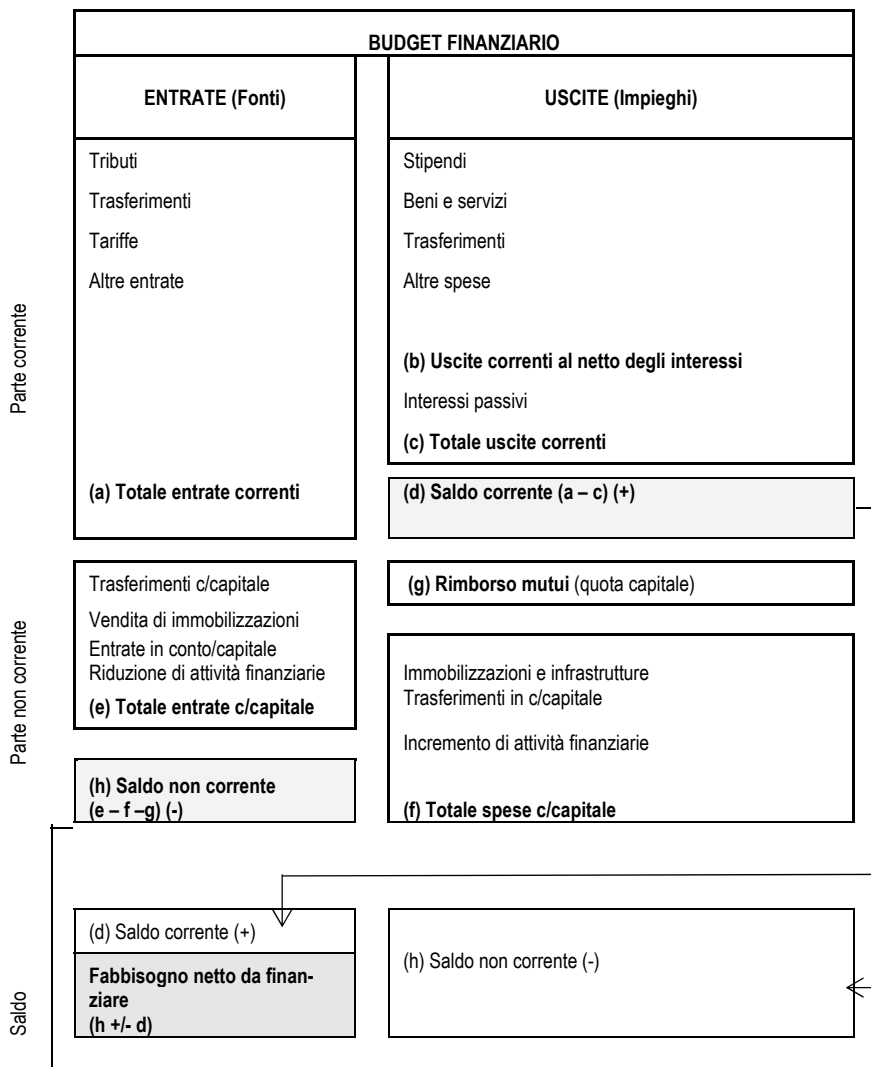 BUDGET FINANZIARIO
ENTRATE (Fonti)
USCITE (Impieghi)
Parte corrente
Tributi
Trasferimenti
Tariffe
Altre entrate
(a) Totale entrate correnti
Stipendi
Beni e servizi
Trasferimenti
Altre spese
(b) Uscite correnti al netto degli interessi
Interessi passivi
(c) Totale uscite correnti
(d) Saldo corrente (a – c) (+)
Parte non corrente
Trasferimenti c/capitale
Vendita di immobilizzazioni
Entrate in conto/capitale
Riduzione di attività finanziarie
(e) Totale entrate c/capitale
(h) Saldo non corrente
(e – f –g) (-)
(g) Rimborso mutui (quota capitale)
Immobilizzazioni e infrastrutture
Trasferimenti in c/capitale
Incremento di attività finanziarie
(f) Totale spese c/capitale
Saldo
(d) Saldo corrente (+)
Fabbisogno netto da finan-
ziare
(h +/- d)
(h) Saldo non corrente (-)